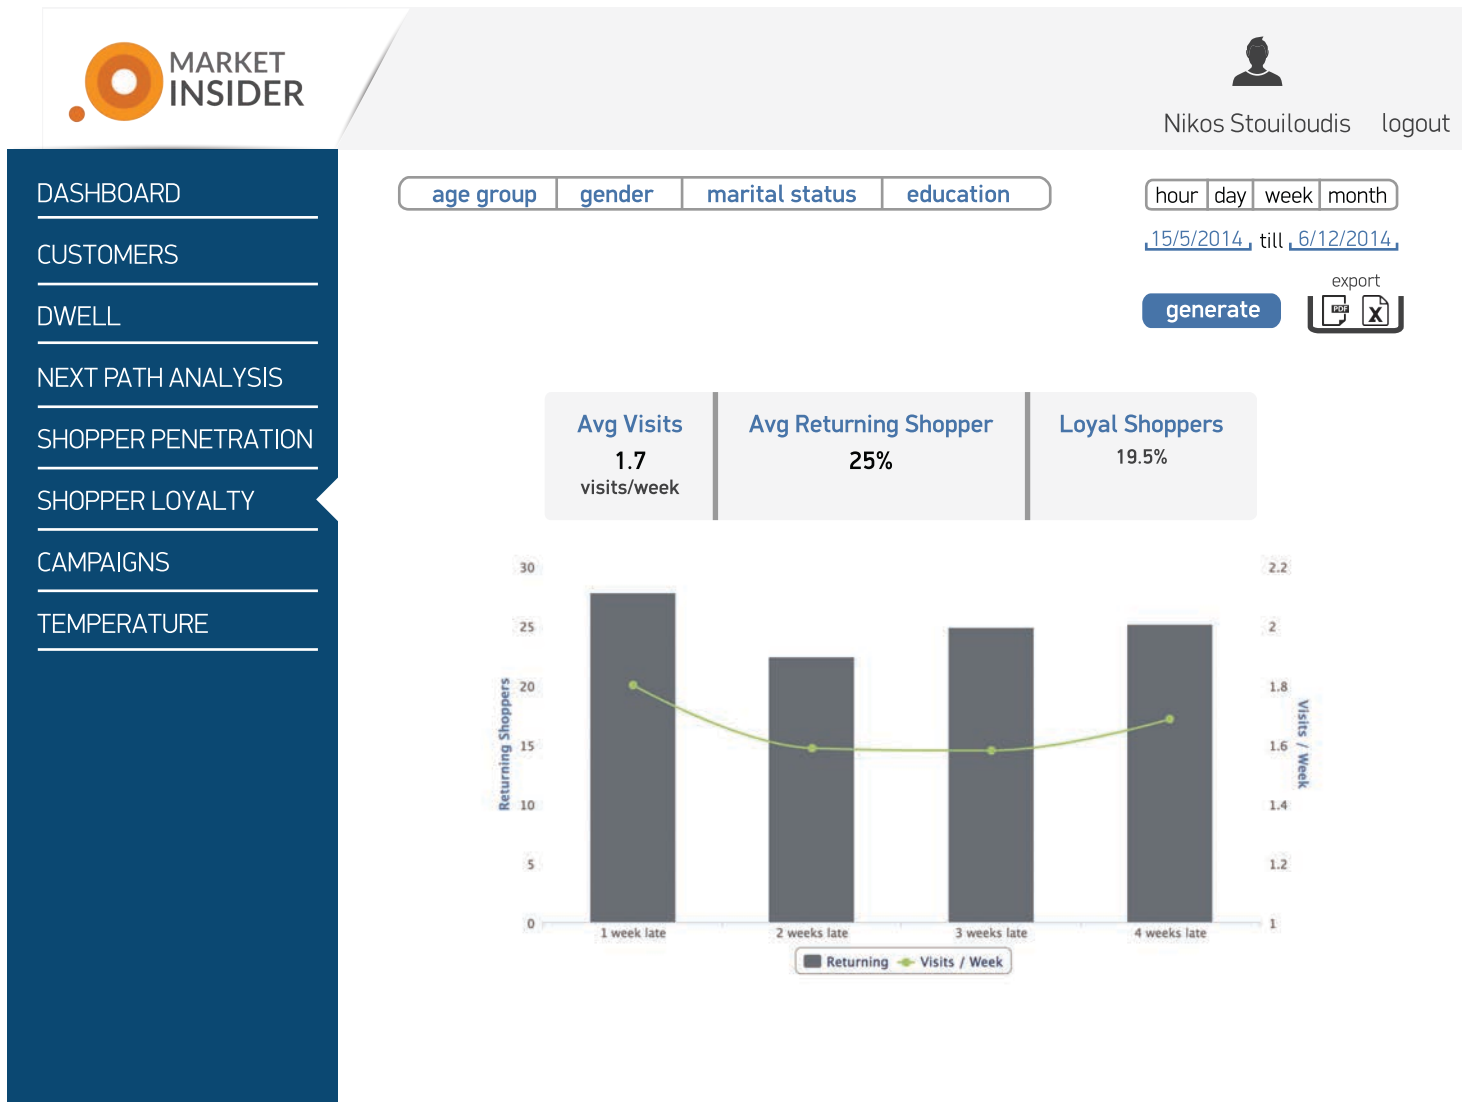 MARKET
INSIDER
Nikos Stouiloudis logout
DASHBOARD
CUSTOMERS
DWELL
NEXT PATH ANALYSIS
SHOPPER PENETRATION
SHOPPER LOYALTY
CAMPAIGNS
TEMPERATURE
age group gender marital status education
hour day week month
15/5/2014 till 6/12/2014
export
generate
PDF X
Avg Visits
1.7
visits/week
Avg Returning Shopper
25%
Loyal Shoppers
19.5%
Returning Shoppers
30
25
20
15
10
5
0
2.2
2
1.8
1.6
1.4
1.2
1
Visits / Week
1 week late 2 weeks late 3 weeks late 4 weeks late
Returning Visits / Week